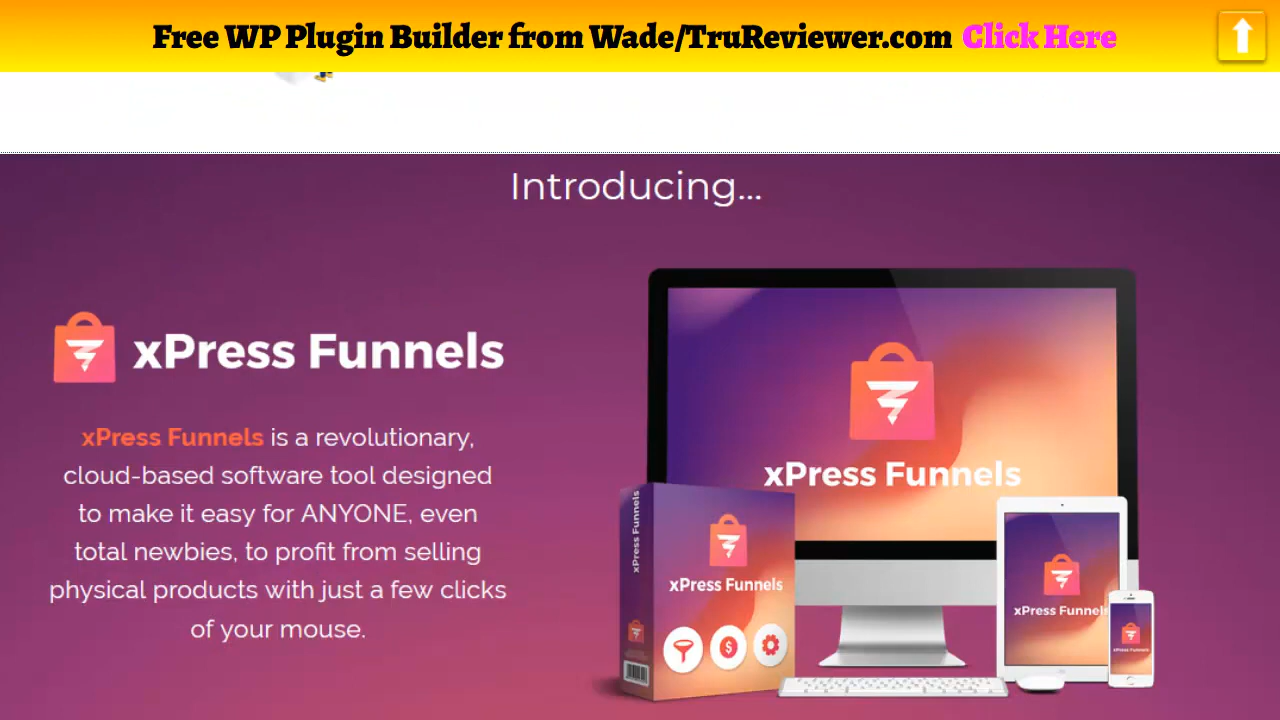 Free WP Plugin Builder from Wade/TruReviewer.com Click Here
Introducing...
xPress Funnels
xPress Funnels is a revolutionary,
cloud-based software tool designed
to make it easy for ANYONE, even
total newbies, to profit from selling
physical products with just a few clicks
of your mouse.
xPress Funnels
xPress Funnels
xPress Funnels
$
xPress Funnels
xPress Funnels